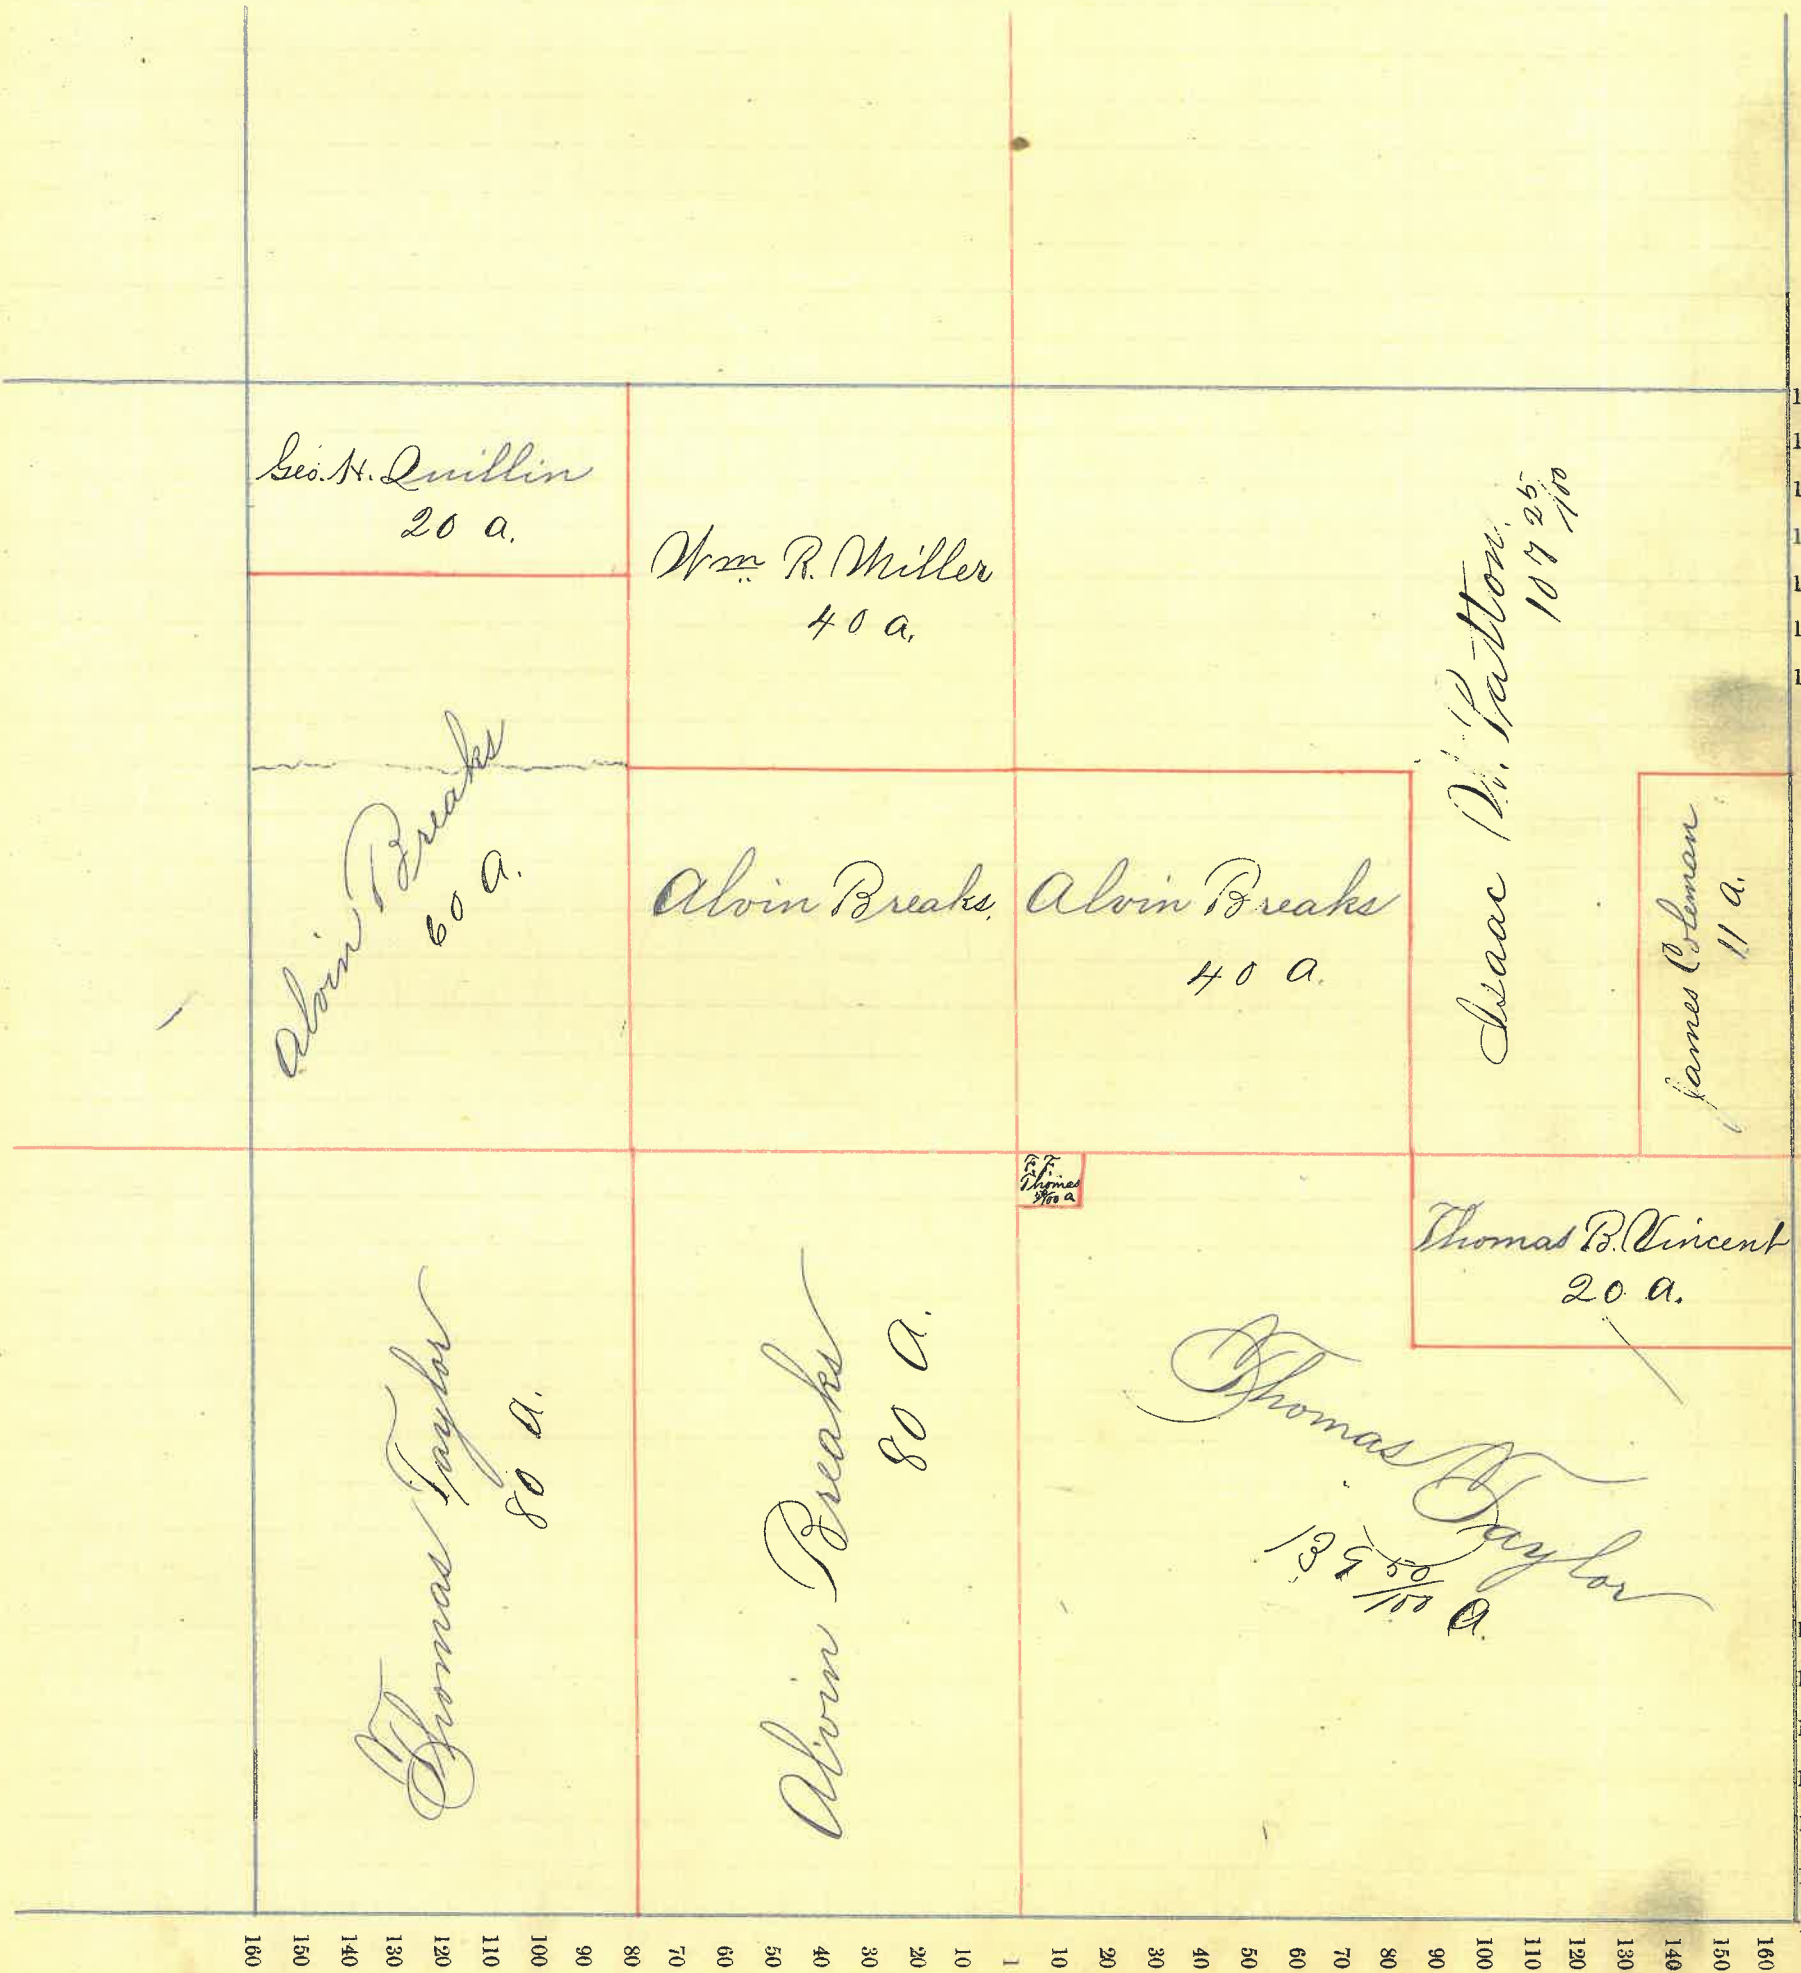 Geo. H. Quillin
20 a.
Wm R. Miller
40 a.
Isaac W. Patton.
107 25/100
Alvin Breaks
60 a.
Alvin Breaks.
Alvin Breaks
40 a.
James Coleman
11 a.
F. F.
Thomas
a
Thomas B. Vincent
20 a.
Thomas Taylor
80 a.
Alvin Breaks
80 a.
Thomas Taylor
139 50/100 a.
160 150 140 130 120 110 100 90 80 70 60 50 40 30 20 10 1 10 20 30 40 50 60 70 80 90 100 110 120 130 140 150 160